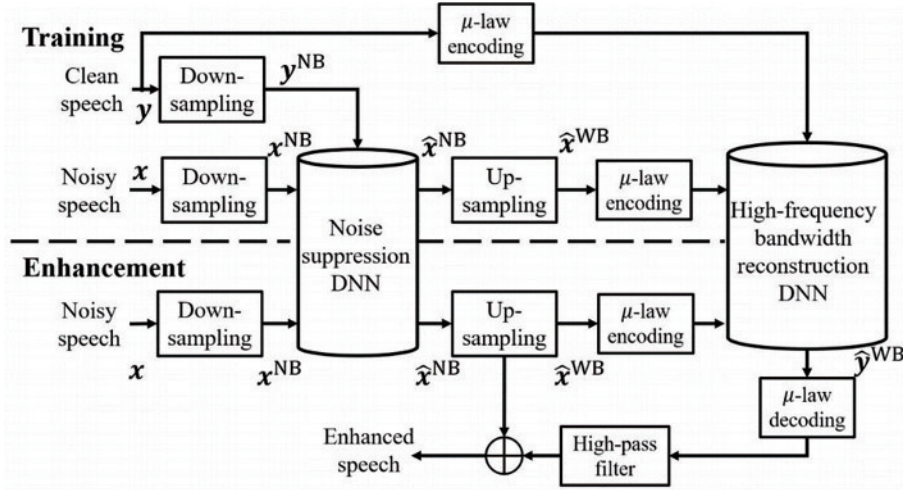 Training
μ-law
encoding
Clean
speech
y
Down-
sampling
y^NB
Noisy
speech
x
Down-
sampling
x^NB
Noise
suppression
DNN
x̂^NB
Up-
sampling
x̂^WB
μ-law
encoding
High-frequency
bandwidth
reconstruction
DNN
Enhancement
Noisy
speech
x
Down-
sampling
x^NB
x̂^NB
Up-
sampling
x̂^WB
μ-law
encoding
ŷ^WB
μ-law
decoding
High-pass
filter
Enhanced
speech